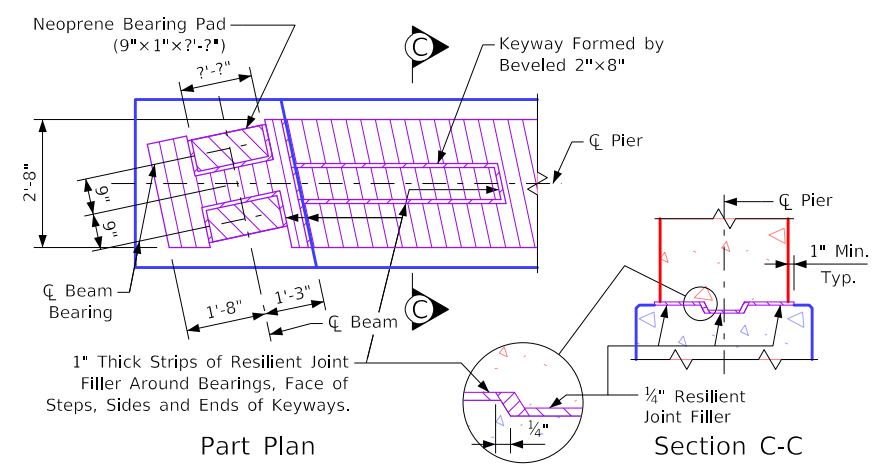 Neoprene Bearing Pad
(9"×1"×?'-?")
?'-?"
C
Keyway Formed by
Beveled 2"×8"
℄ Pier
2'-8"
9"
9"
℄ Beam
Bearing
1'-8"
1'-3"
℄ Beam
C
℄ Pier
1" Min.
Typ.
1" Thick Strips of Resilient Joint
Filler Around Bearings, Face of
Steps, Sides and Ends of Keyways.
¼"
¼" Resilient
Joint Filler
Part Plan
Section C-C